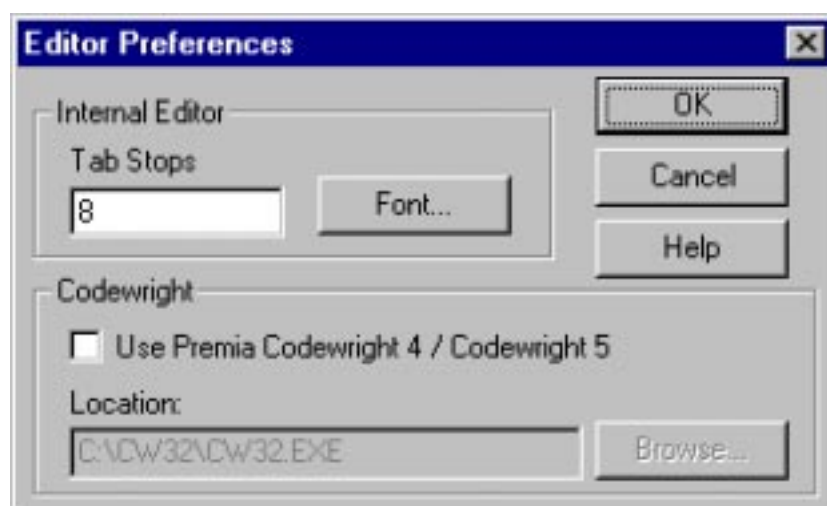 Editor Preferences
Internal Editor
Tab Stops
8
Font...
OK
Cancel
Help
Codewright
Use Premia Codewright 4 / Codewright 5
Location:
C:\CW32\CW32.EXE
Browse...